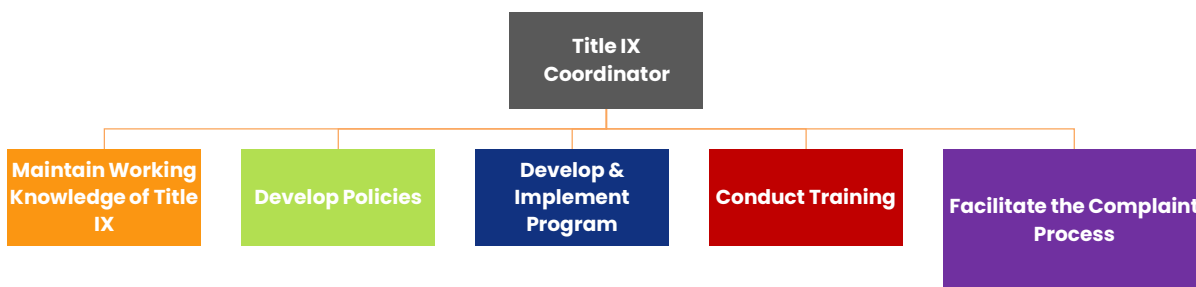 Title IX
Coordinator
Maintain Working
Knowledge of Title
IX
Develop Policies
Develop &
Implement
Program
Conduct Training
Facilitate the Complaint
Process